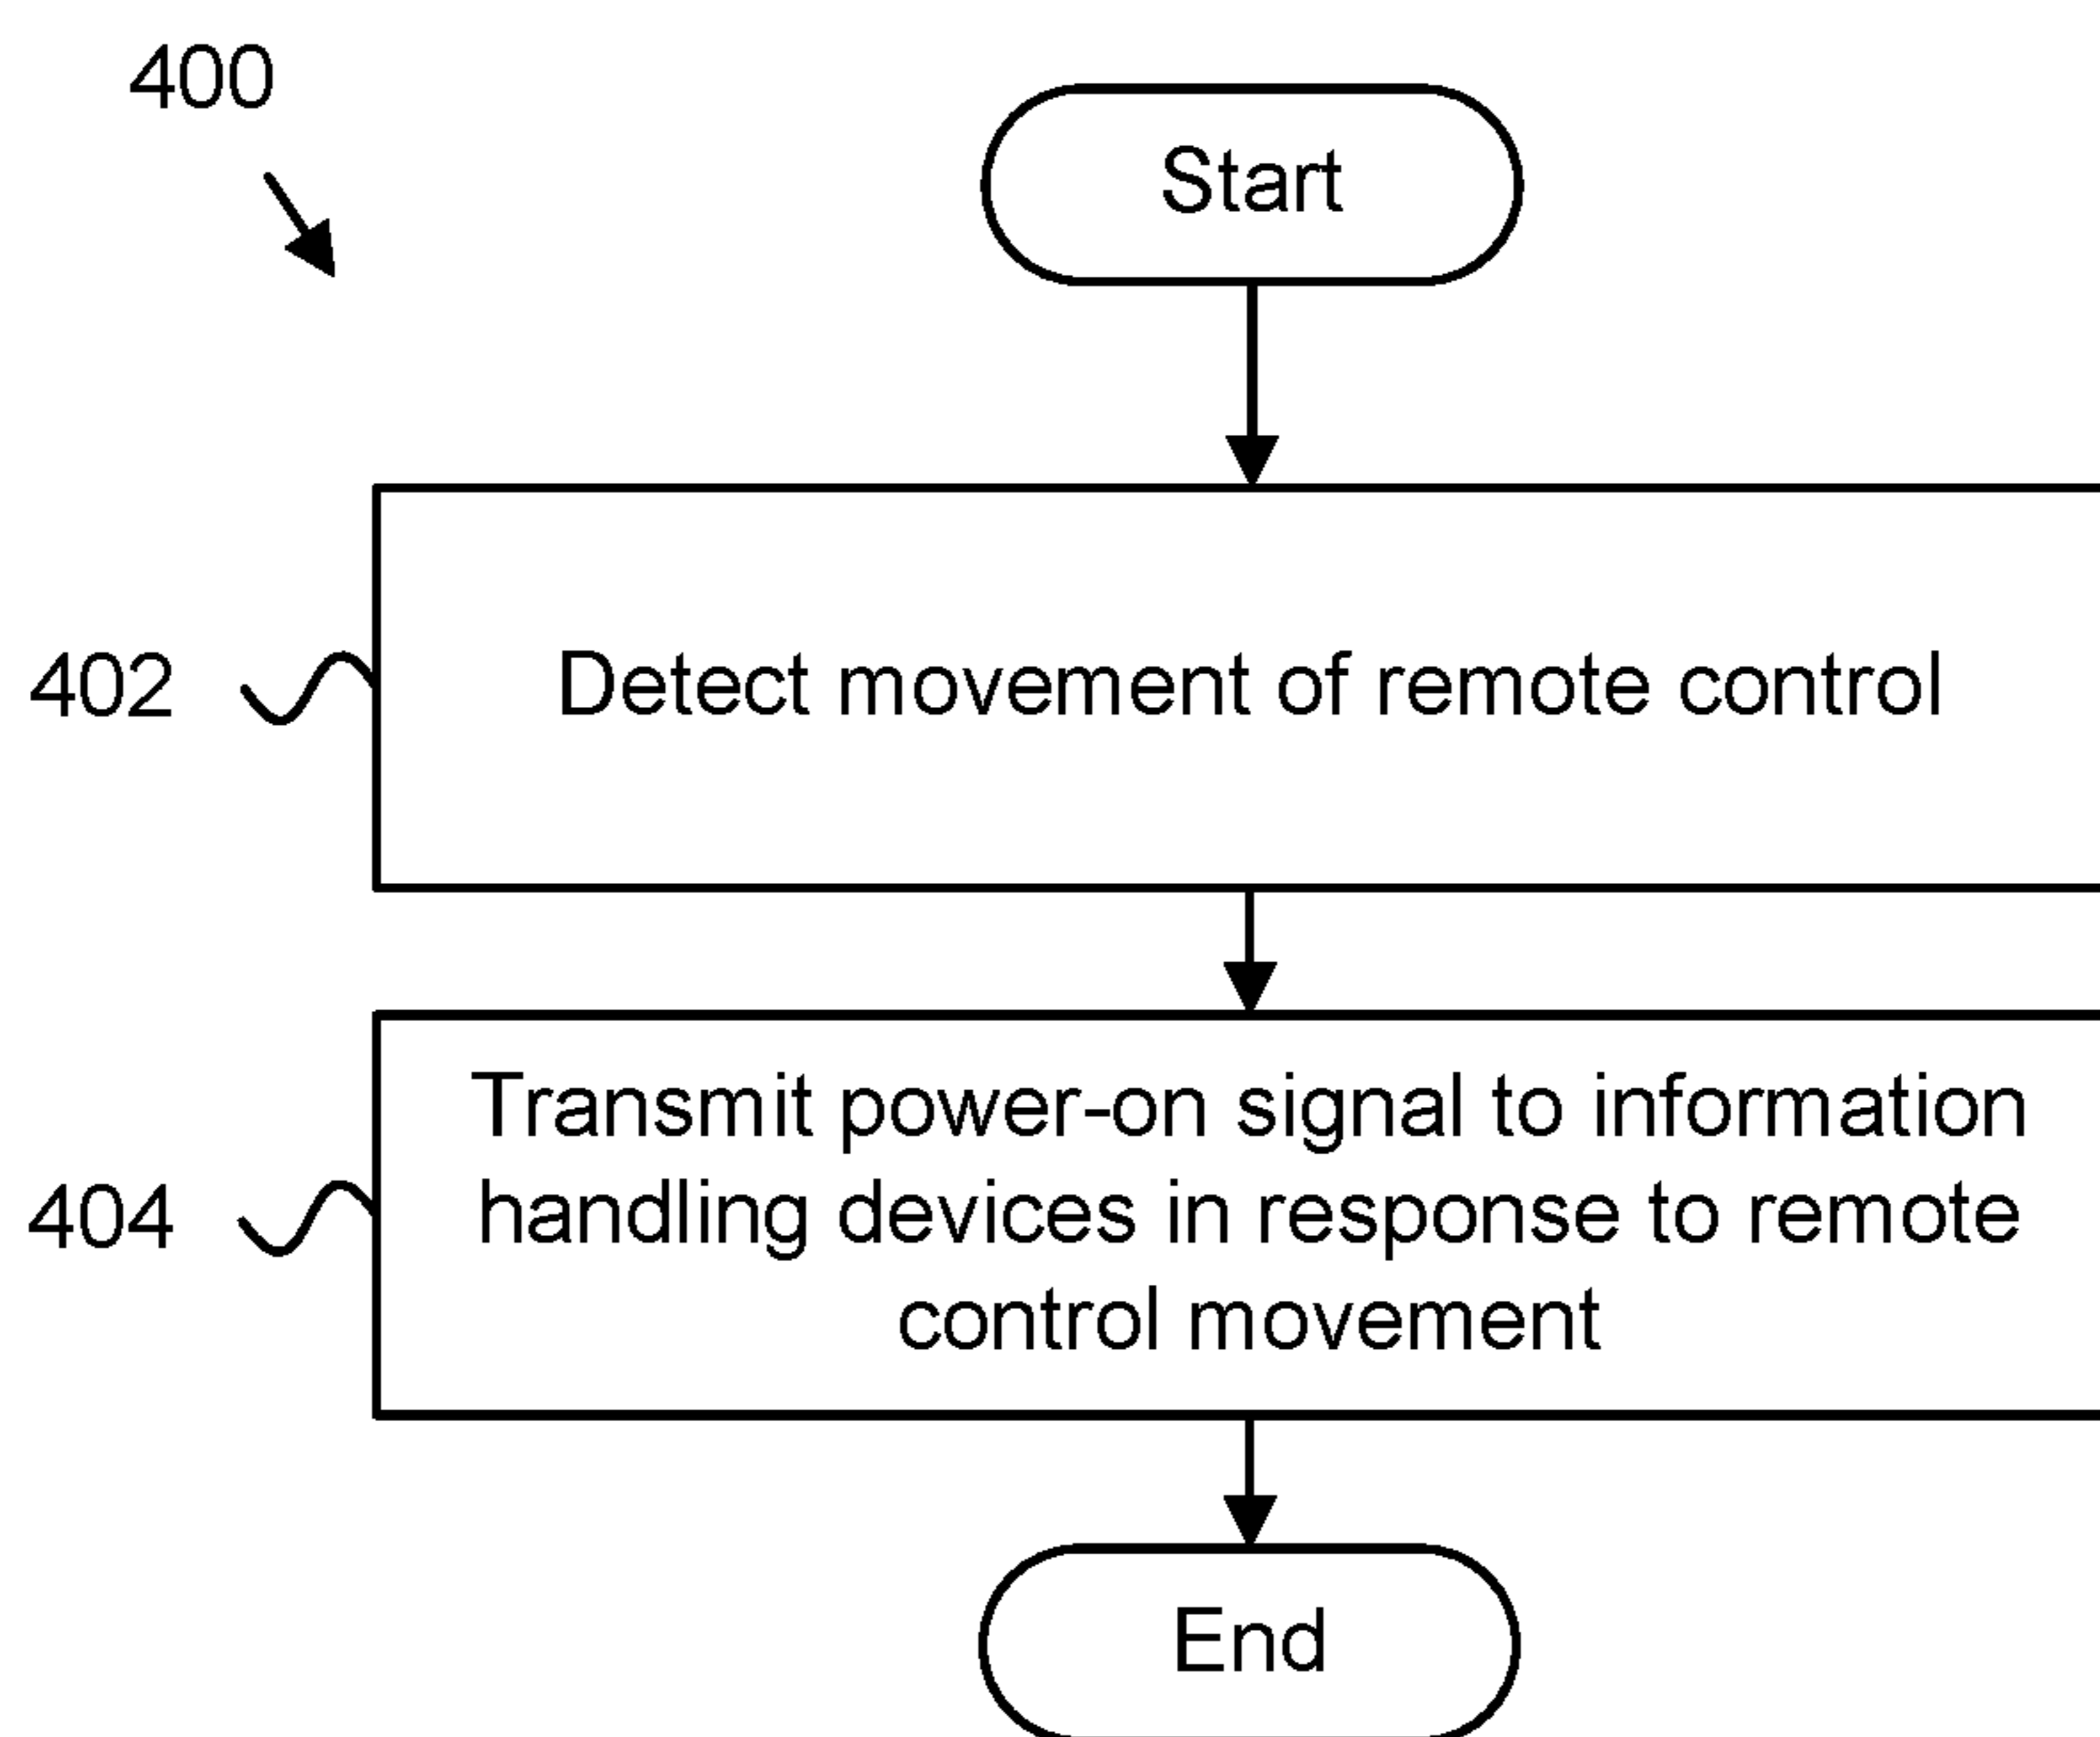 400
Start
402
Detect movement of remote control
404
Transmit power-on signal to information
handling devices in response to remote
control movement
End